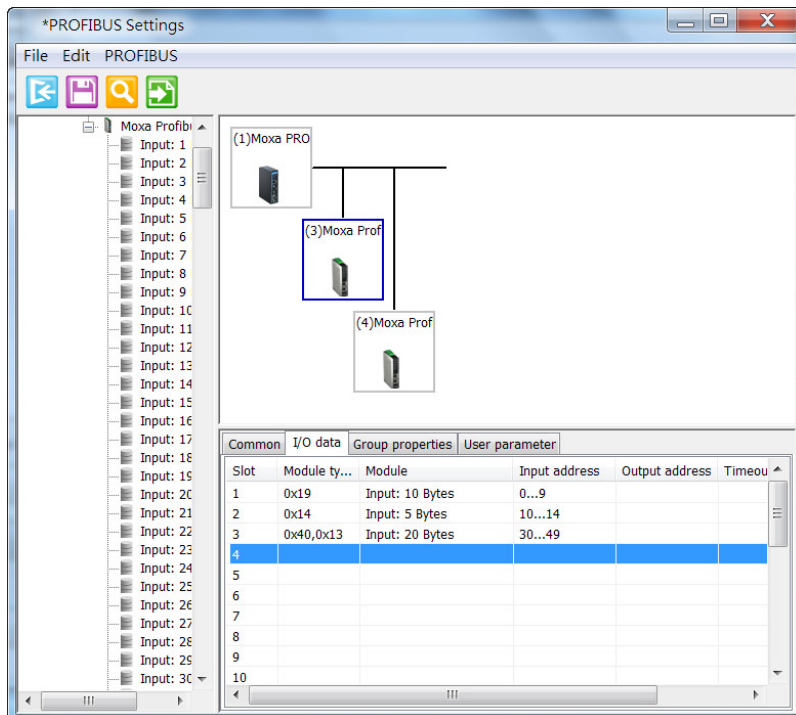 *PROFIBUS Settings
File Edit PROFIBUS
Moxa Profib
Input: 1
Input: 2
Input: 3
Input: 4
Input: 5
Input: 6
Input: 7
Input: 8
Input: 9
Input: 10
Input: 11
Input: 12
Input: 13
Input: 14
Input: 15
Input: 16
Input: 17
Input: 18
Input: 19
Input: 20
Input: 21
Input: 22
Input: 23
Input: 24
Input: 25
Input: 26
Input: 27
Input: 28
Input: 29
Input: 30
(1)Moxa PRO
(3)Moxa Prof
(4)Moxa Prof
Common I/O data Group properties User parameter
Slot Module ty... Module Input address Output address Timeou
1 0x19 Input: 10 Bytes 0...9
2 0x14 Input: 5 Bytes 10...14
3 0x40,0x13 Input: 20 Bytes 30...49
4
5
6
7
8
9
10